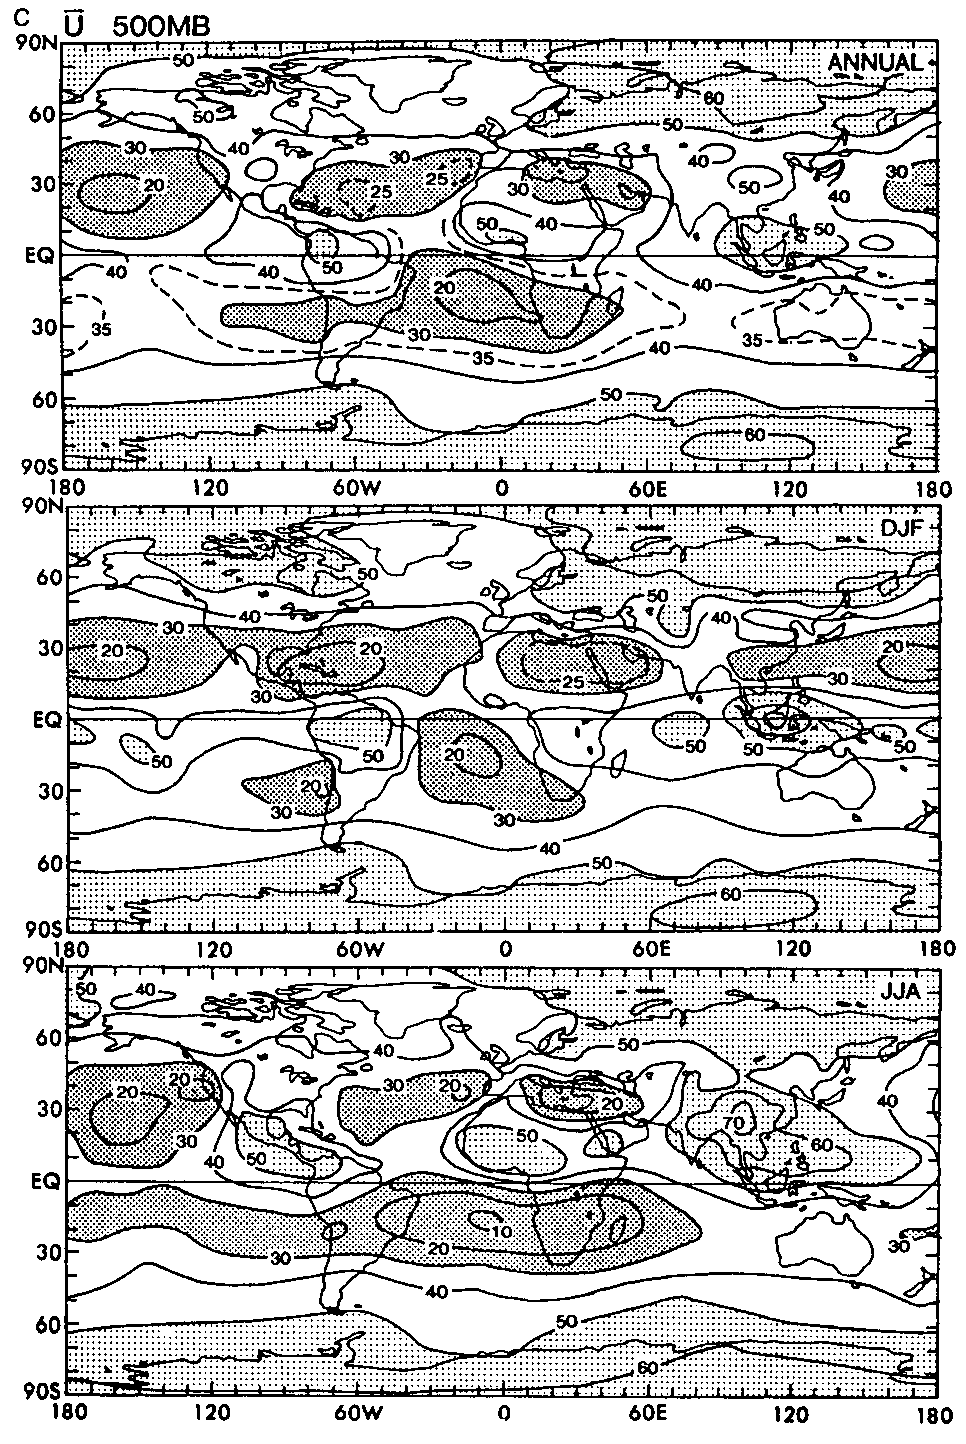 C Ū 500MB
90N 50 ANNUAL
60 50 60 50
30 40 40
30 20 25 25 30 30 50 40 30
50 40 50
EQ 40 40 50 20 40
30 35 30 35 40 35
60 50
60
90S
180 120 60W 0 60E 120 180
90N DJF
60 50 50
40 40
30 30 20 20 25 20
30 30
EQ
50 50 20 50 50 50
30 20 30
40
60 50
60
90S
180 120 60W 0 60E 120 180
90N 50 40 JJA
60 40 50
20 20 30 20 20 40
30 70
30 40 50 50 60
EQ
10
30 30 20 30
40
60 50
60
90S
180 120 60W 0 60E 120 180